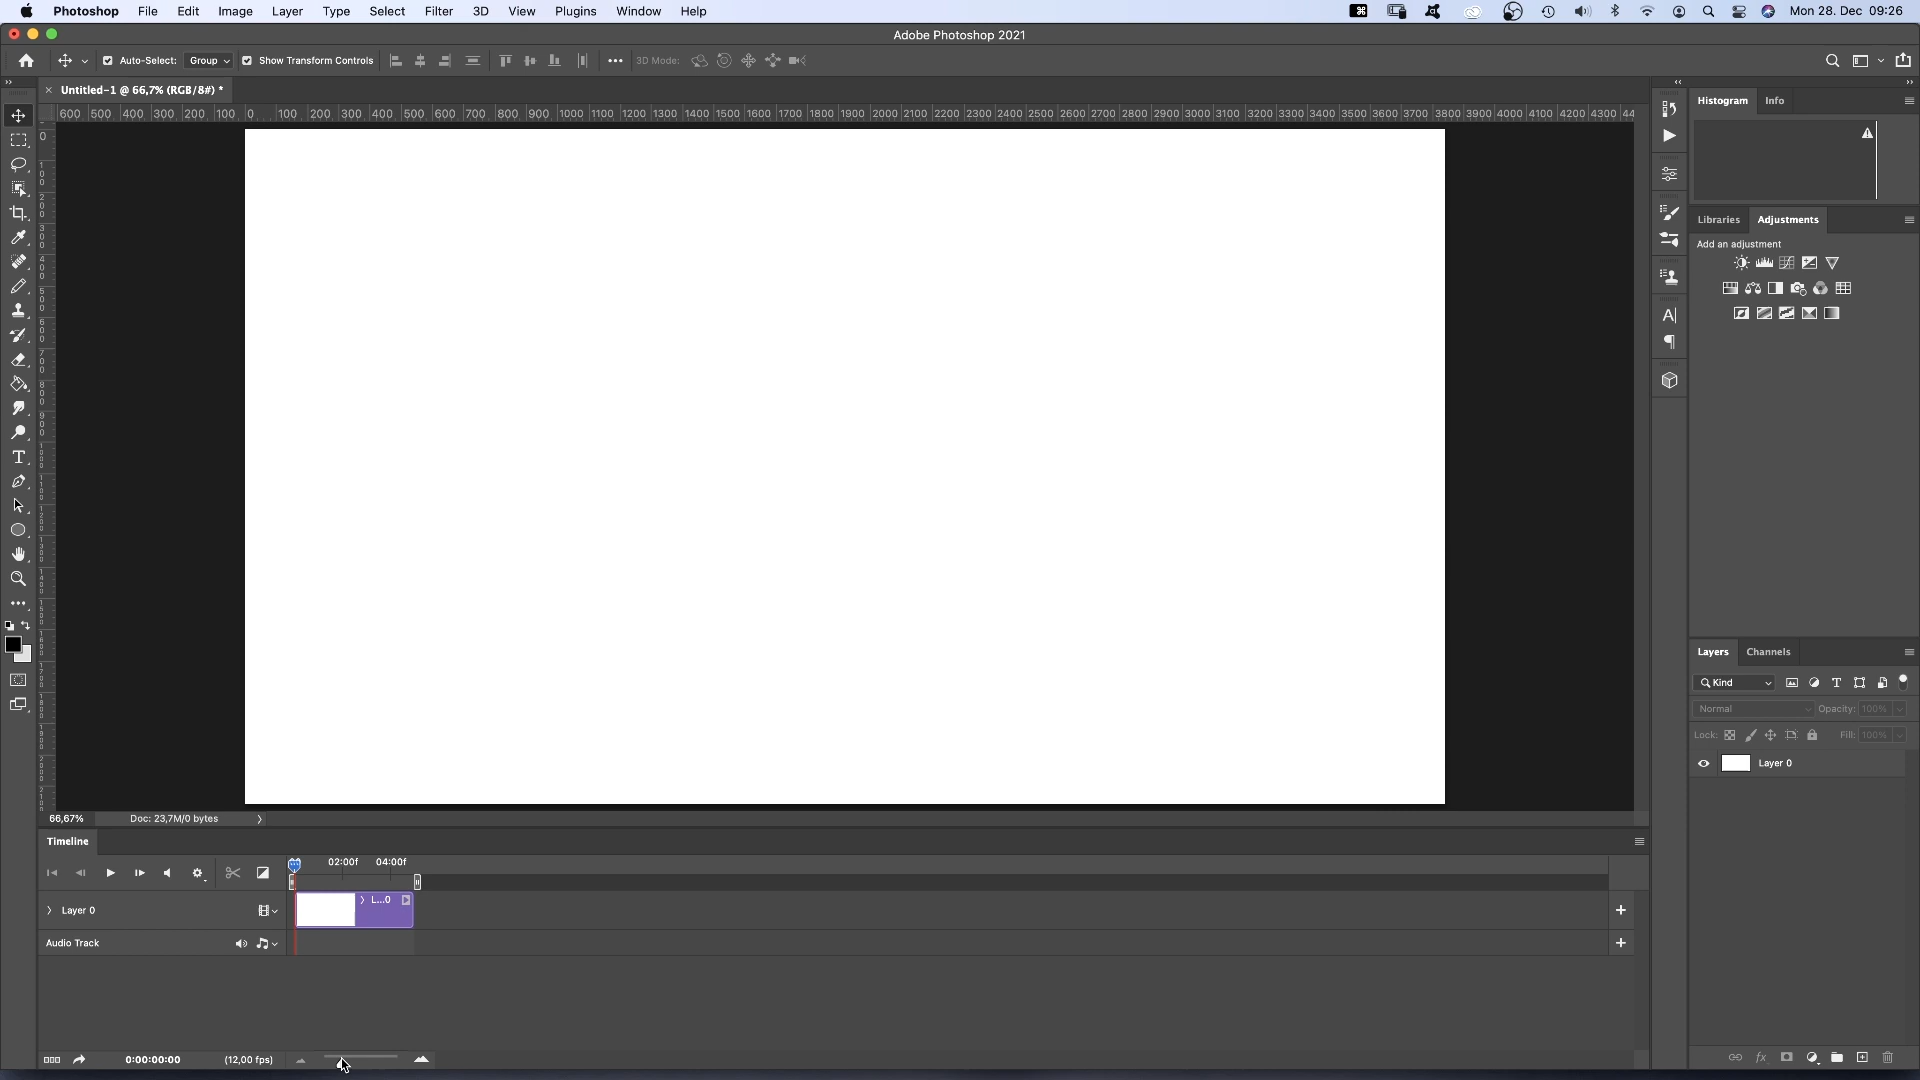 Photoshop File Edit Image Layer Type Select Filter 3D View Plugins Window Help Mon 28. Dec 09:26
Adobe Photoshop 2021
Auto-Select: Group Show Transform Controls 3D Mode:
Untitled-1 @ 66,7% (RGB/8#) *
600 500 400 300 200 100 0 100 200 300 400 500 600 700 800 900 1000 1100 1200 1300 1400 1500 1600 1700 1800 1900 2000 2100 2200 2300 2400 2500 2600 2700 2800 2900 3000 3100 3200 3300 3400 3500 3600 3700 3800 3900 4000 4100 4200 4300 44
Histogram Info
Libraries Adjustments
Add an adjustment
Layers Channels
Kind
Normal Opacity: 100%
Lock: Fill: 100%
Layer 0
66,67% Doc: 23,7M/0 bytes
Timeline
02:00f 04:00f
Layer 0
L...0
Audio Track
0:00:00:00 (12,00 fps)